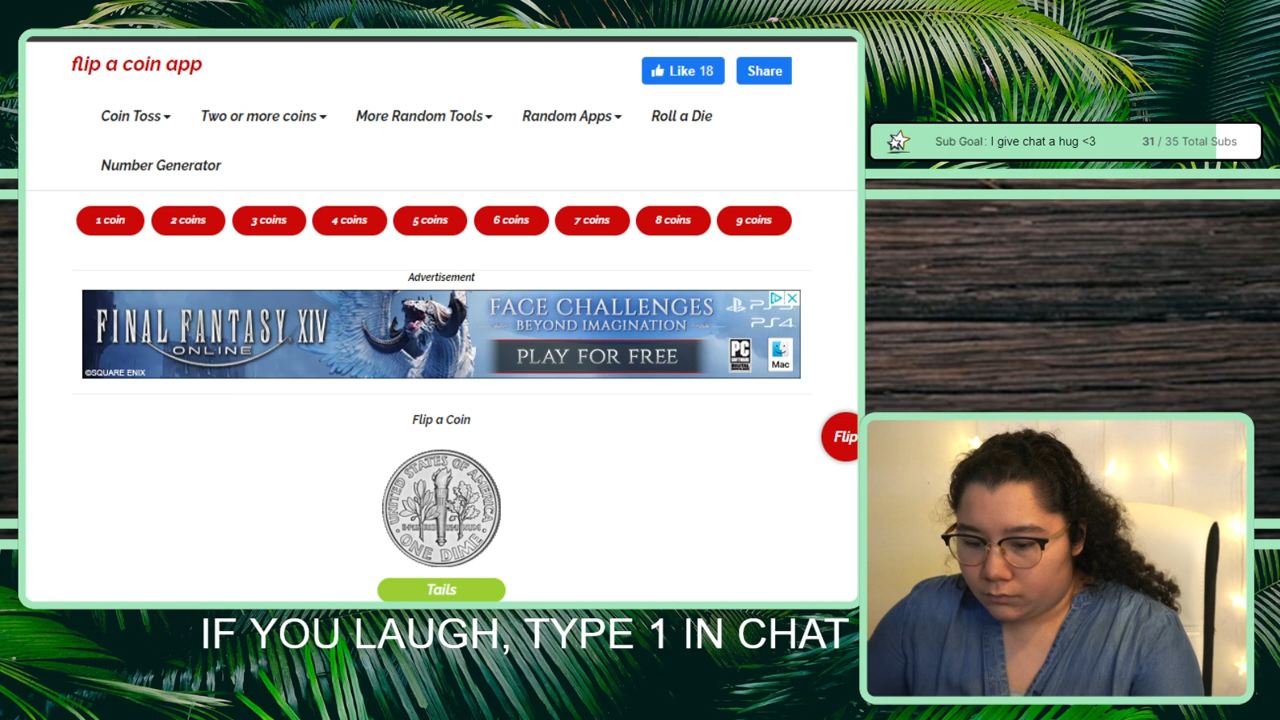 flip a coin app
Like 18
Share
Coin Toss
Two or more coins
More Random Tools
Random Apps
Roll a Die
Number Generator
Sub Goal: I give chat a hug <3
31 / 35 Total Subs
1 coin
2 coins
3 coins
4 coins
5 coins
6 coins
7 coins
8 coins
9 coins
Advertisement
FINAL FANTASY XIV
ONLINE
©SQUARE ENIX
FACE CHALLENGES
BEYOND IMAGINATION
PLAY FOR FREE
PS4
PC
Mac
Flip a Coin
Flip
UNITED STATES OF AMERICA
ONE DIME
Tails
IF YOU LAUGH, TYPE 1 IN CHAT